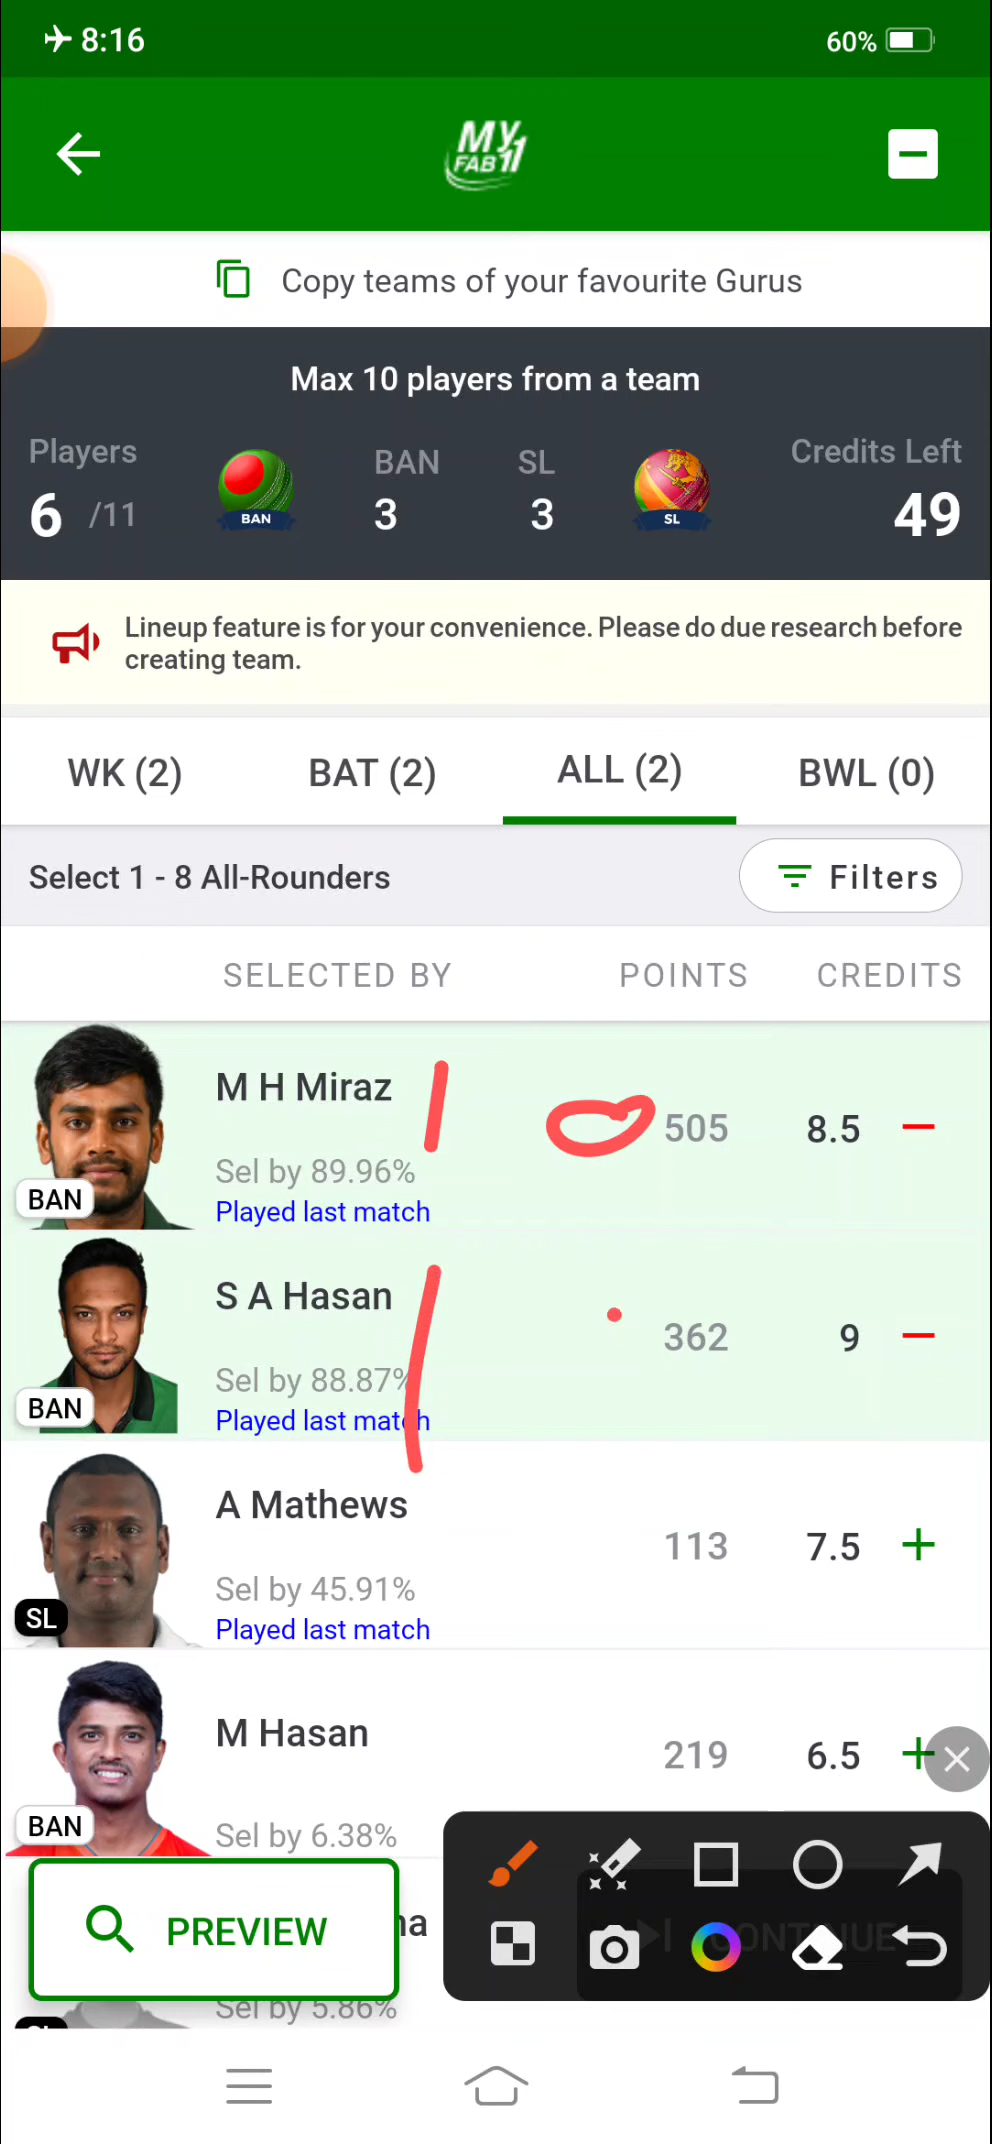 8:16
60%
MY
FAB11
Copy teams of your favourite Gurus
Max 10 players from a team
Players
BAN
SL
Credits Left
6 /11
BAN
3
3
SL
49
Lineup feature is for your convenience. Please do due research before
creating team.
WK (2)
BAT (2)
ALL (2)
BWL (0)
Select 1 - 8 All-Rounders
Filters
SELECTED BY
POINTS
CREDITS
M H Miraz
505
8.5
Sel by 89.96%
BAN
Played last match
S A Hasan
362
9
Sel by 88.87%
BAN
Played last match
A Mathews
113
7.5
Sel by 45.91%
SL
Played last match
M Hasan
219
6.5
BAN
Sel by 6.38%
PREVIEW
CONTINUE
Sel by 5.86%